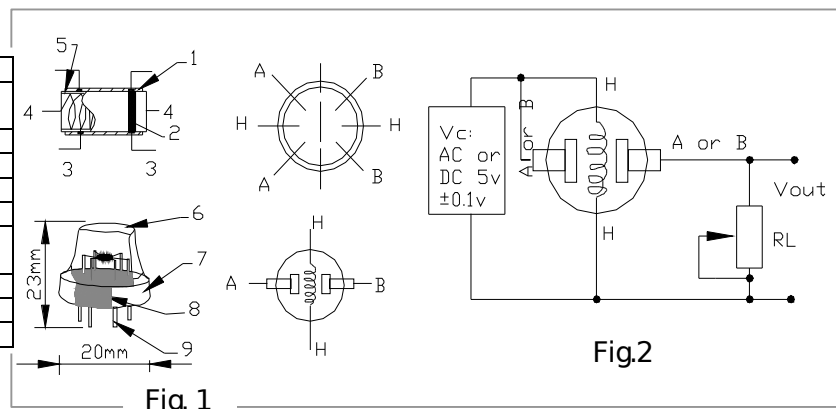 5
1
4
4
2
3
3
6
7
8
9
23mm
20mm
Fig. 1
A
B
H
H
A
B
H
A
B
H
Vc:
AC or
DC 5v
±0.1v
A or B
H
H
A or B
Vout
RL
Fig.2